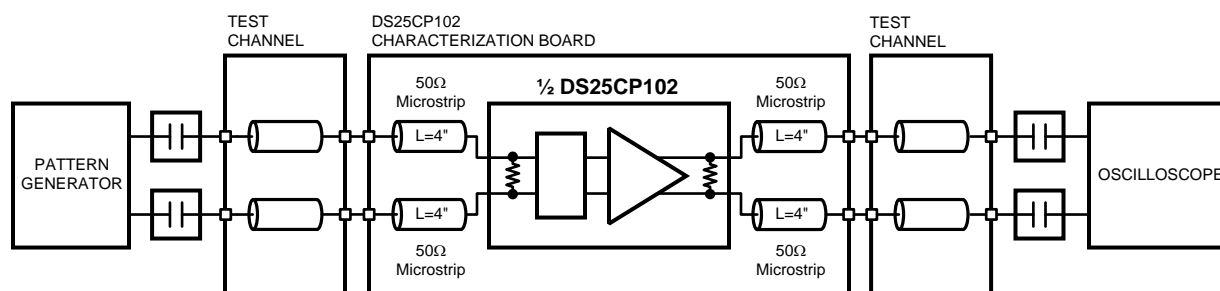 TEST
CHANNEL
DS25CP102
CHARACTERIZATION BOARD
TEST
CHANNEL
50Ω
Microstrip
½ DS25CP102
50Ω
Microstrip
L=4"
L=4"
PATTERN
GENERATOR
OSCILLOSCOPE
L=4"
L=4"
50Ω
Microstrip
50Ω
Microstrip